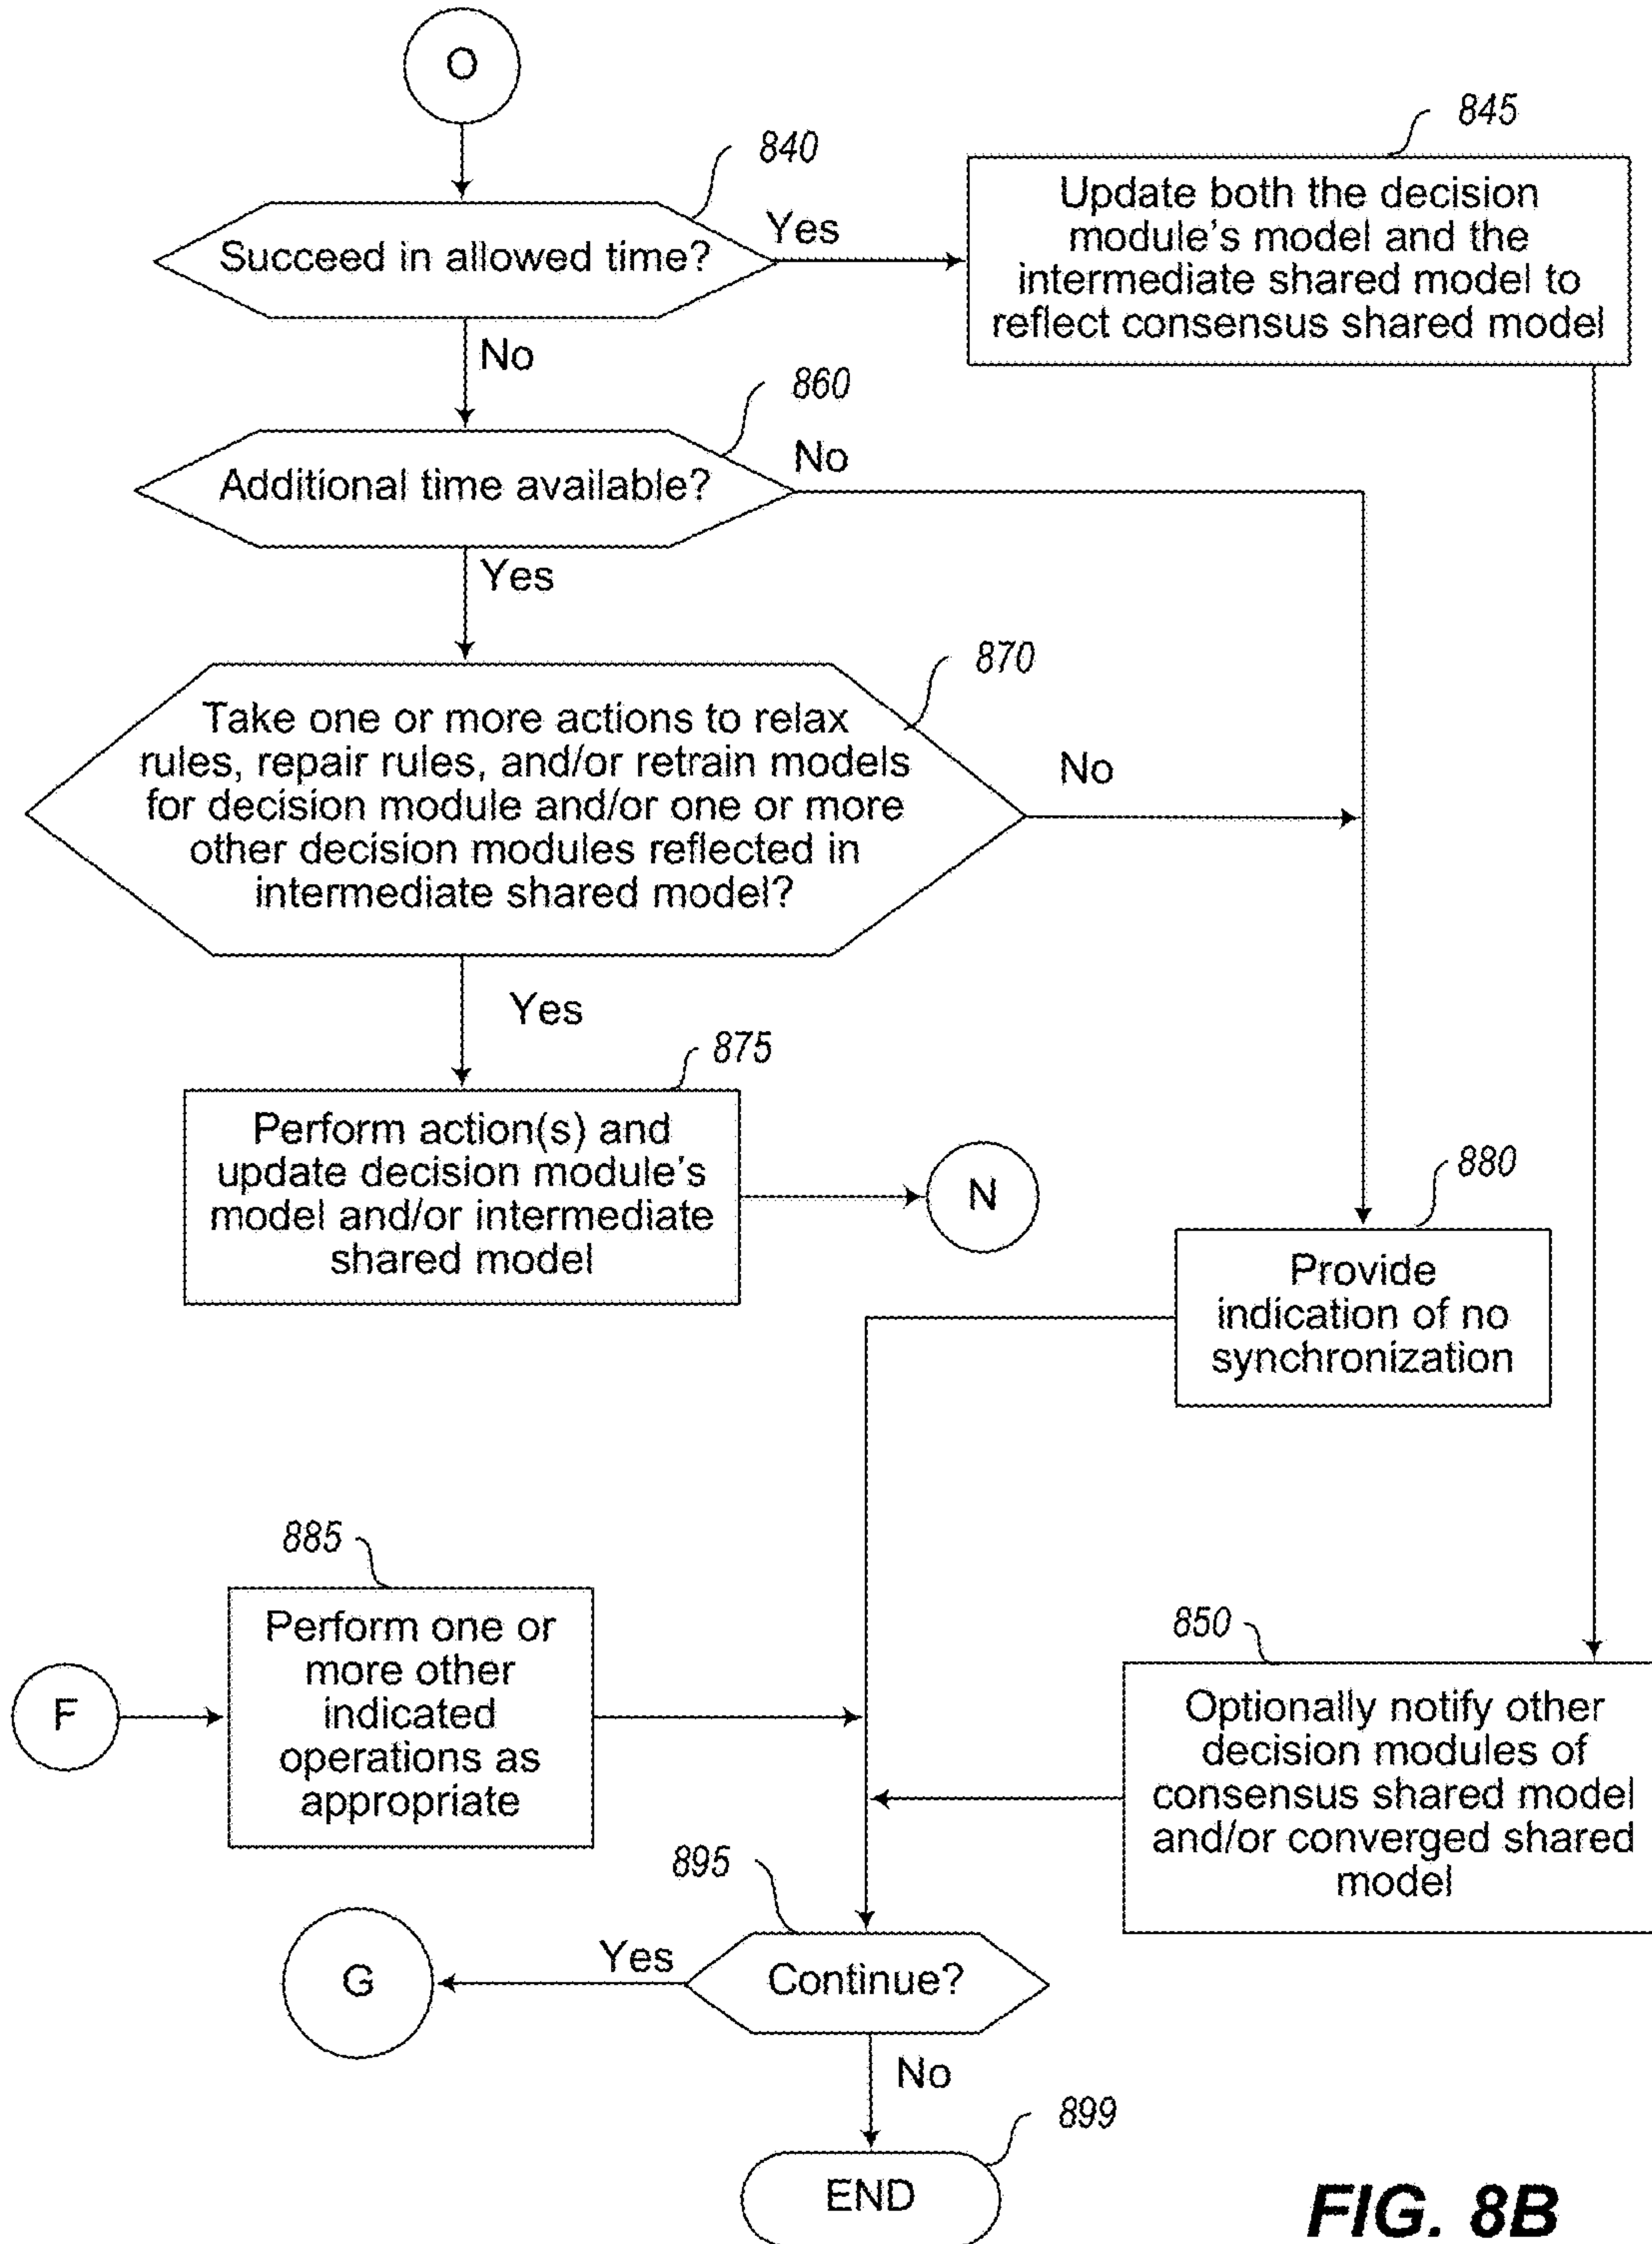 O
840
Succeed in allowed time?
Yes
845
Update both the decision
module's model and the
intermediate shared model to
reflect consensus shared model
No
860
Additional time available?
No
Yes
870
Take one or more actions to relax
rules, repair rules, and/or retrain models
for decision module and/or one or more
other decision modules reflected in
intermediate shared model?
No
Yes
875
Perform action(s) and
update decision module's
model and/or intermediate
shared model
N
880
Provide
indication of no
synchronization
885
F
Perform one or
more other
indicated
operations as
appropriate
850
Optionally notify other
decision modules of
consensus shared model
and/or converged shared
model
895
G
Yes
Continue?
No
899
END
FIG. 8B